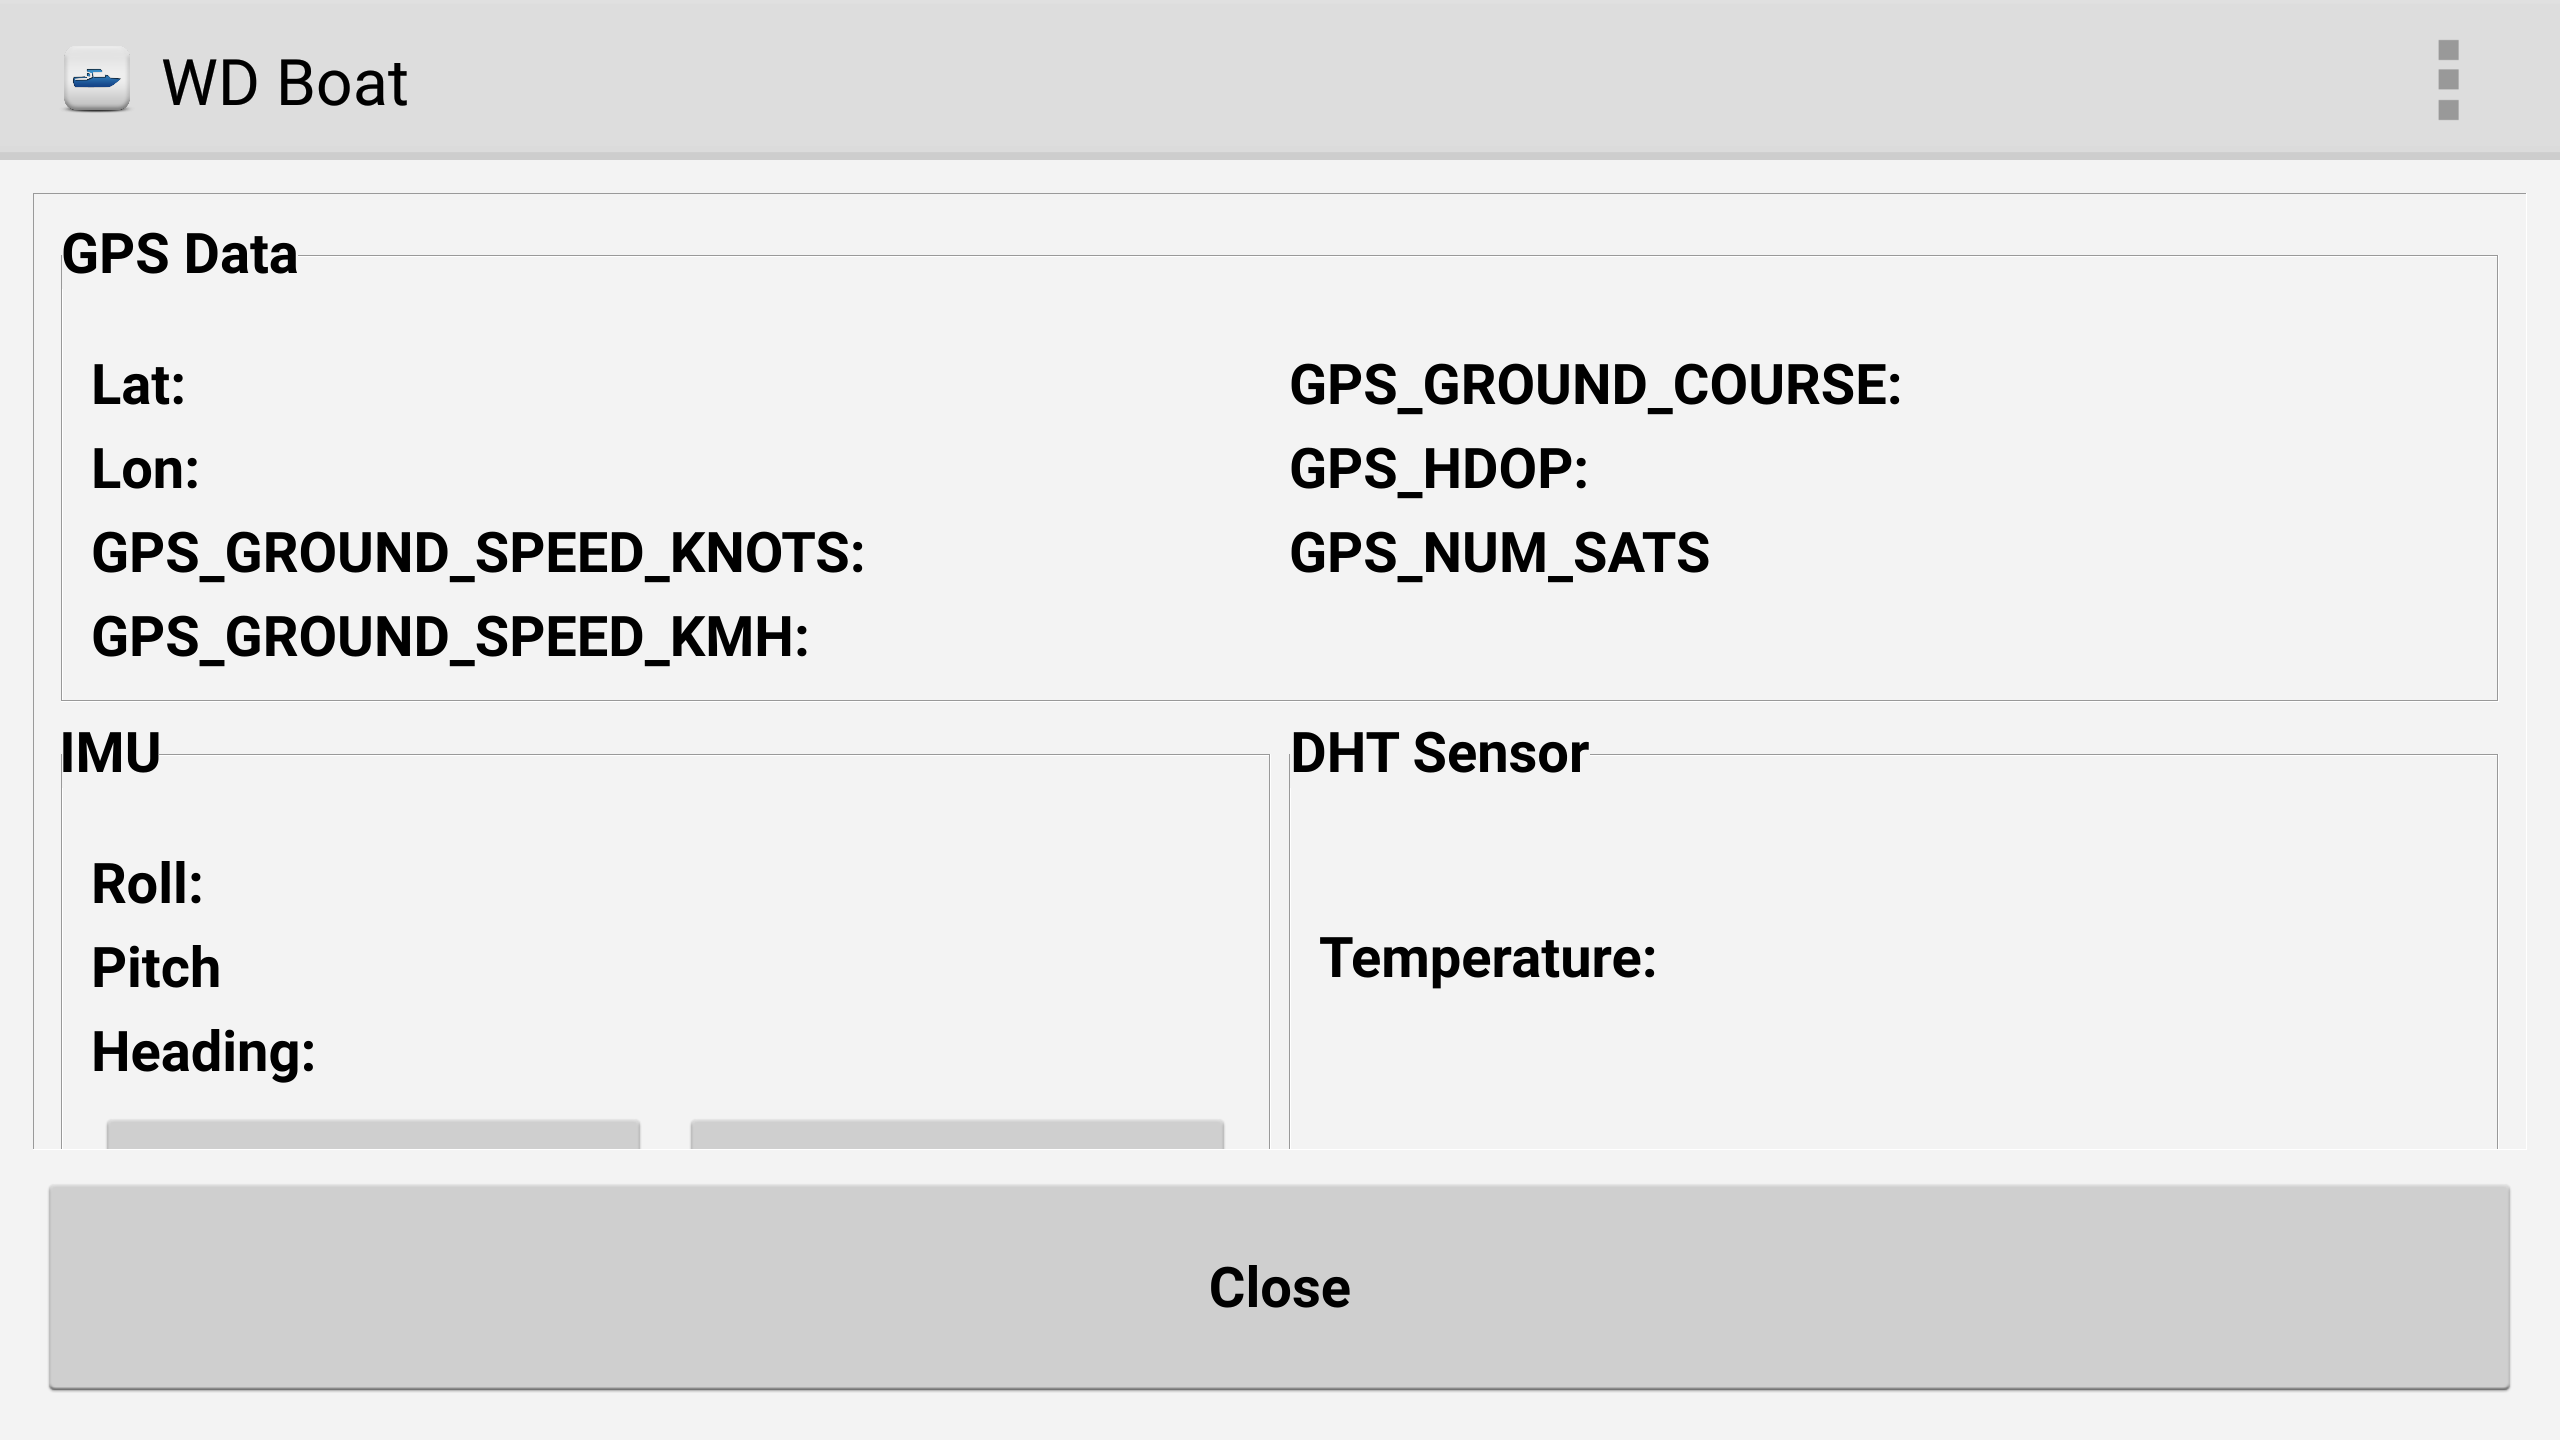 WD Boat
GPS Data
Lat:
Lon:
GPS_GROUND_SPEED_KNOTS:
GPS_GROUND_SPEED_KMH:
GPS_GROUND_COURSE:
GPS_HDOP:
GPS_NUM_SATS
IMU
Roll:
Pitch
Heading:
DHT Sensor
Temperature:
Close